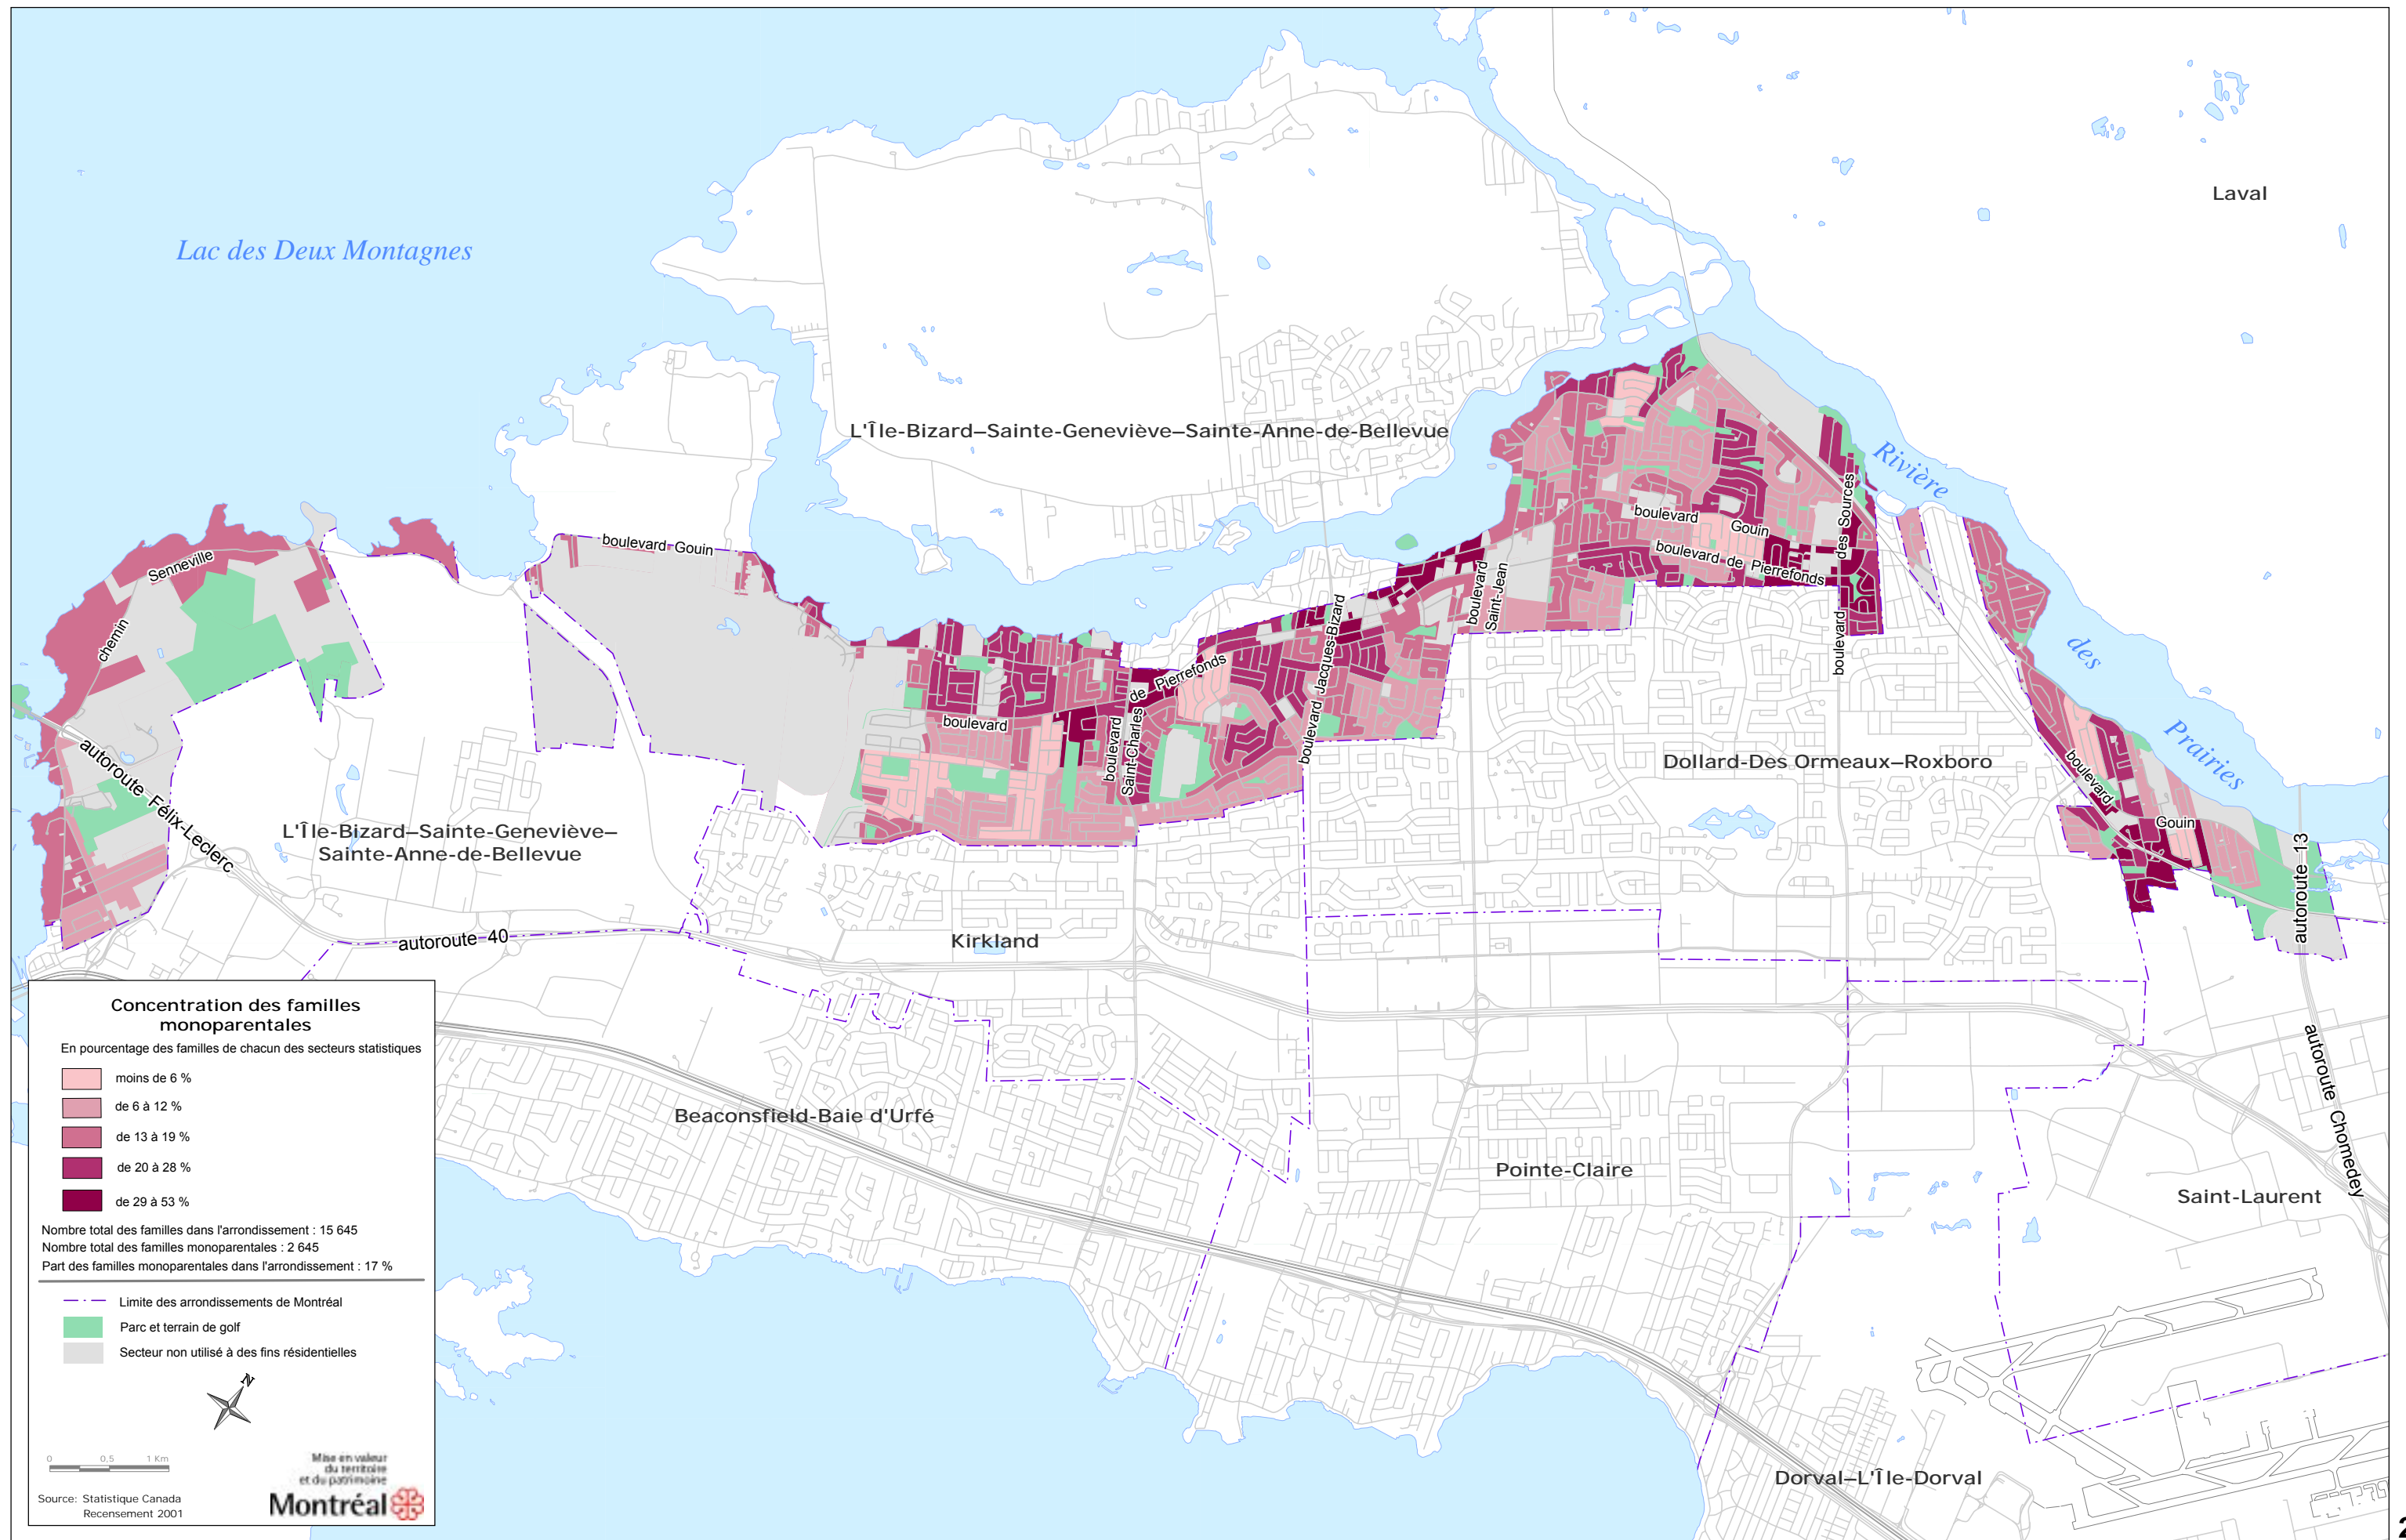 Laval
Lac des Deux Montagnes
L'Île-Bizard–Sainte-Geneviève–Sainte-Anne-de-Bellevue
Rivière
des
Prairies
Senneville
chemin
boulevard Gouin
boulevard Gouin
boulevard de Pierrefonds
boulevard des Sources
boulevard Saint-Jean
boulevard Jacques-Bizard
de Pierrefonds
boulevard
boulevard Saint-Charles
boulevard Gouin
autoroute 13
autoroute Félix-Leclerc
Dollard-Des Ormeaux–Roxboro
L'Île-Bizard–Sainte-Geneviève–
Sainte-Anne-de-Bellevue
autoroute 40
Kirkland
autoroute Chomedey
Beaconsfield-Baie d'Urfé
Pointe-Claire
Saint-Laurent
Dorval–L'Île-Dorval
Concentration des familles
monoparentales
En pourcentage des familles de chacun des secteurs statistiques
moins de 6 %
de 6 à 12 %
de 13 à 19 %
de 20 à 28 %
de 29 à 53 %
Nombre total des familles dans l'arrondissement : 15 645
Nombre total des familles monoparentales : 2 645
Part des familles monoparentales dans l'arrondissement : 17 %
Limite des arrondissements de Montréal
Parc et terrain de golf
Secteur non utilisé à des fins résidentielles
N
0 0,5 1 Km
Mise en valeur
du territoire
et du patrimoine
Montréal
Source: Statistique Canada
Recensement 2001